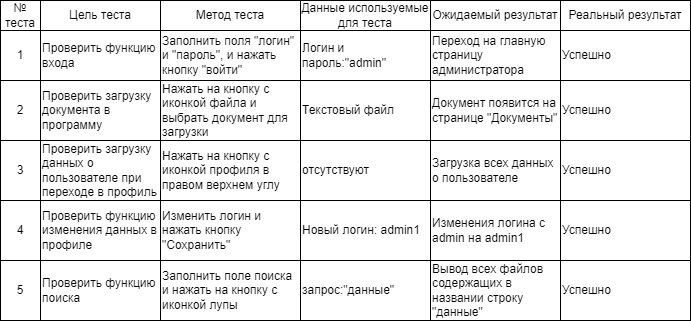 №
теста
Цель теста
Метод теста
Данные используемые
для теста
Ожидаемый результат
Реальный результат
1
Проверить функцию
входа
Заполнить поля "логин"
и "пароль", и нажать
кнопку "войти"
Логин и
пароль:"admin"
Переход на главную
страницу
администратора
Успешно
2
Проверить загрузку
документа в
программу
Нажать на кнопку с
иконкой файла и
выбрать документ для
загрузки
Текстовый файл
Документ появится на
странице "Документы"
Успешно
3
Проверить загрузку
данных о
пользователе при
переходе в профиль
Нажать на кнопку с
иконкой профиля в
правом верхнем углу
отсутствуют
Загрузка всех данных
о пользователе
Успешно
4
Проверить функцию
изменения данных в
профиле
Изменить логин и
нажать кнопку
"Сохранить"
Новый логин: admin1
Изменения логина с
admin на admin1
Успешно
5
Проверить функцию
поиска
Заполнить поле поиска
и нажать на кнопку с
иконкой лупы
запрос:"данные"
Вывод всех файлов
содержащих в
названии строку
"данные"
Успешно